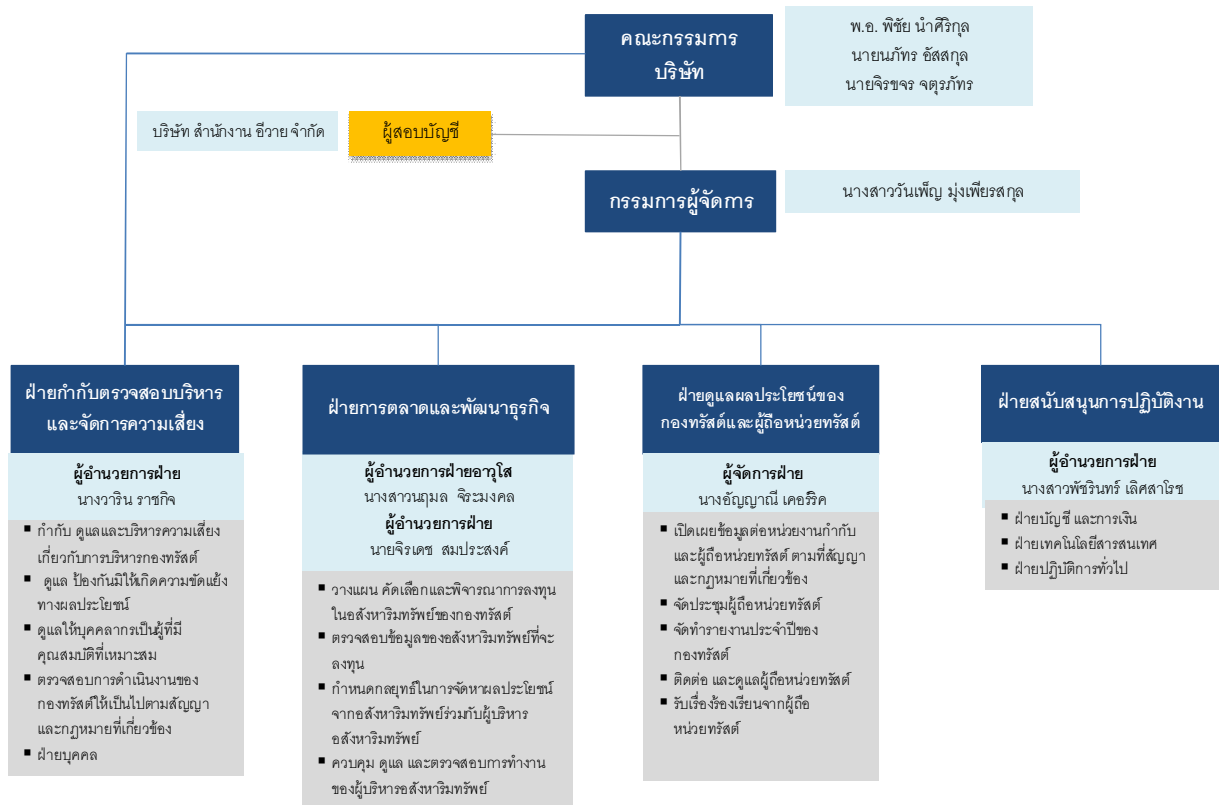 คณะกรรมการ
บริษัท
พ.อ. พิชัย นำศิริกุล
นายนภัทร อัสสกุล
นายจิรขจร จตุรภัทร
บริษัท สำนักงาน อีวาย จำกัด
ผู้สอบบัญชี
กรรมการผู้จัดการ
นางสาววันเพ็ญ มุ่งเพียรสกุล
ฝ่ายกำกับตรวจสอบบริหาร
และจัดการความเสี่ยง
ผู้อำนวยการฝ่าย
นางวาริน ราชกิจ
▪ กำกับ ดูแลและบริหารความเสี่ยง
เกี่ยวกับการบริหารกองทรัสต์
▪ ดูแล ป้องกันมิให้เกิดความขัดแย้ง
ทางผลประโยชน์
▪ ดูแลให้บุคคลากรเป็นผู้ที่มี
คุณสมบัติที่เหมาะสม
▪ ตรวจสอบการดำเนินงานของ
กองทรัสต์ให้เป็นไปตามสัญญา
และกฎหมายที่เกี่ยวข้อง
▪ ฝ่ายบุคคล
ฝ่ายการตลาดและพัฒนาธุรกิจ
ผู้อำนวยการฝ่ายอาวุโส
นางสาวนฤมล จิระมงคล
ผู้อำนวยการฝ่าย
นายจิรเดช สมประสงค์
▪ วางแผน คัดเลือกและพิจารณาการลงทุน
ในอสังหาริมทรัพย์ของกองทรัสต์
▪ ตรวจสอบข้อมูลของอสังหาริมทรัพย์ที่จะ
ลงทุน
▪ กำหนดกลยุทธ์ในการจัดหาผลประโยชน์
จากอสังหาริมทรัพย์ร่วมกับผู้บริหาร
อสังหาริมทรัพย์
▪ ควบคุม ดูแล และตรวจสอบการทำงาน
ของผู้บริหารอสังหาริมทรัพย์
ฝ่ายดูแลผลประโยชน์ของ
กองทรัสต์และผู้ถือหน่วยทรัสต์
ผู้จัดการฝ่าย
นางอัญญาณี เคอร์ริค
▪ เปิดเผยข้อมูลต่อหน่วยงานกำกับ
และผู้ถือหน่วยทรัสต์ ตามที่สัญญา
และกฎหมายที่เกี่ยวข้อง
▪ จัดประชุมผู้ถือหน่วยทรัสต์
▪ จัดทำรายงานประจำปีของ
กองทรัสต์
▪ ติดต่อ และดูแลผู้ถือหน่วยทรัสต์
▪ รับเรื่องร้องเรียนจากผู้ถือ
หน่วยทรัสต์
ฝ่ายสนับสนุนการปฏิบัติงาน
ผู้อำนวยการฝ่าย
นางสาวพัชรินทร์ เลิศสาโรช
▪ ฝ่ายบัญชี และการเงิน
▪ ฝ่ายเทคโนโลยีสารสนเทศ
▪ ฝ่ายปฏิบัติการทั่วไป